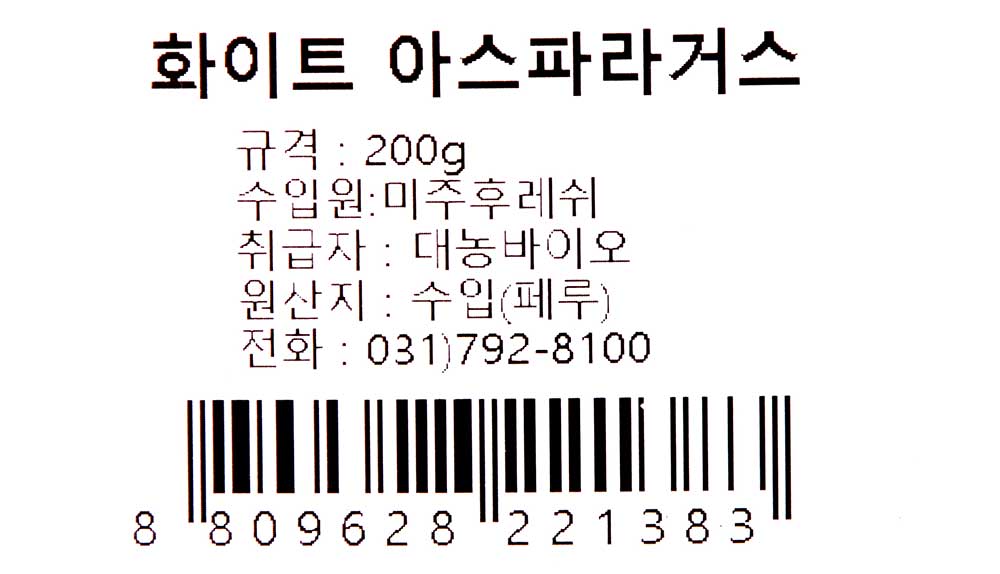 화이트 아스파라거스
규격 : 200g
수입원:미주후레쉬
취급자 : 대농바이오
원산지 : 수입(페루)
전화 : 031)792-8100
8 809628 221383